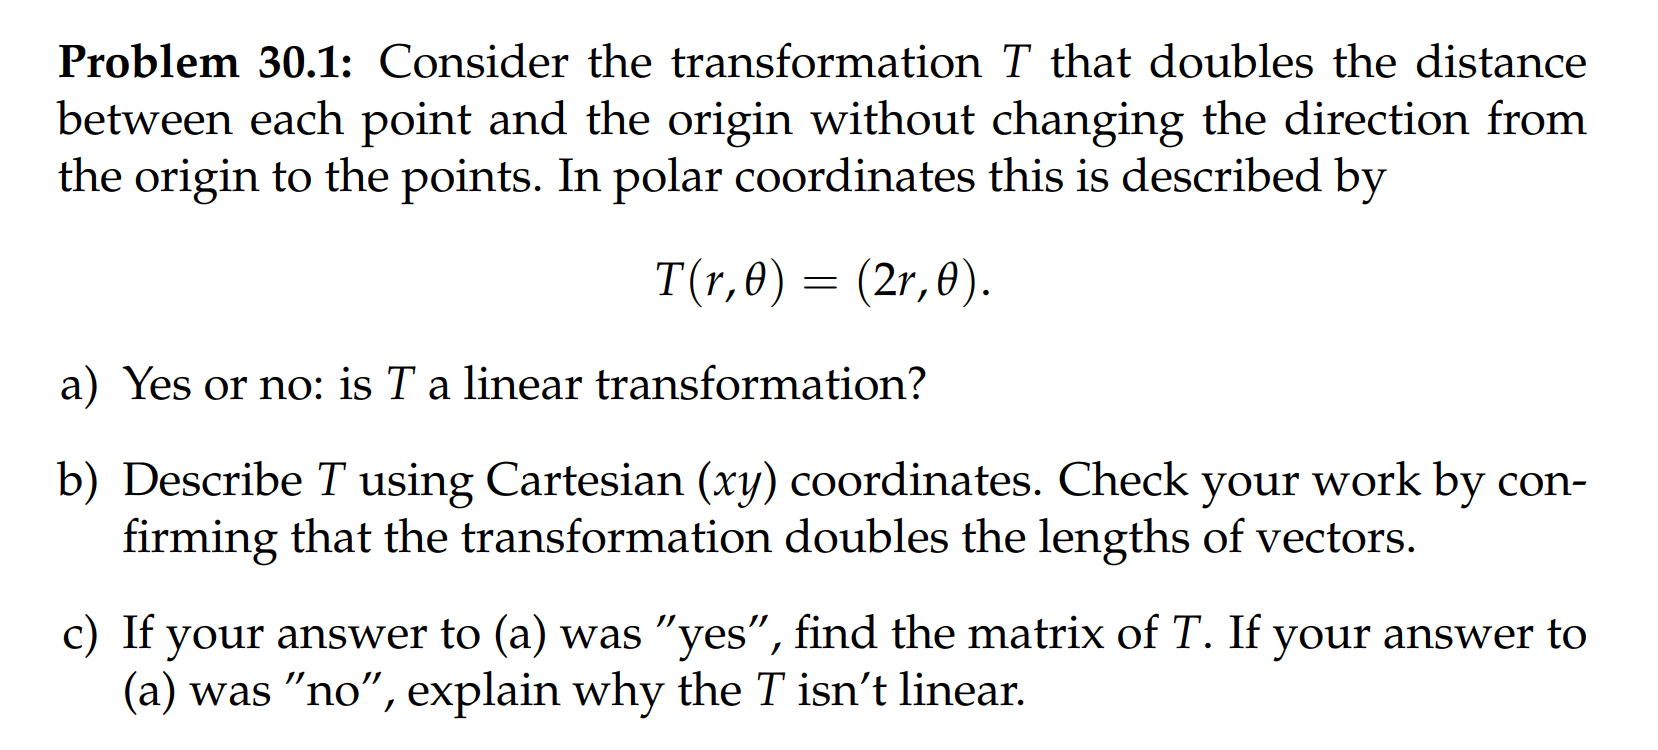 Problem 30.1: Consider the transformation T that doubles the distance
between each point and the origin without changing the direction from
the origin to the points. In polar coordinates this is described by
T(r, θ) = (2r, θ).
a) Yes or no: is T a linear transformation?
b) Describe T using Cartesian (xy) coordinates. Check your work by con-
firming that the transformation doubles the lengths of vectors.
c) If your answer to (a) was ”yes”, find the matrix of T. If your answer to
(a) was ”no”, explain why the T isn’t linear.